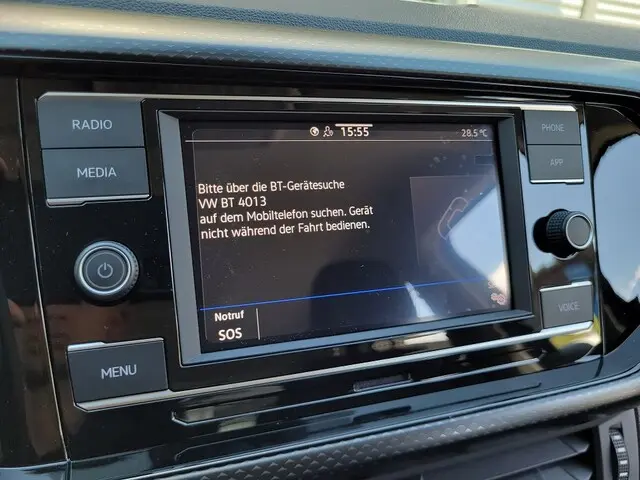 RADIO
MEDIA
MENU
15:55
28.5 °C
Bitte über die BT-Gerätesuche
VW BT 4013
auf dem Mobiltelefon suchen. Gerät
nicht während der Fahrt bedienen.
Notruf
SOS
PHONE
APP
VOICE